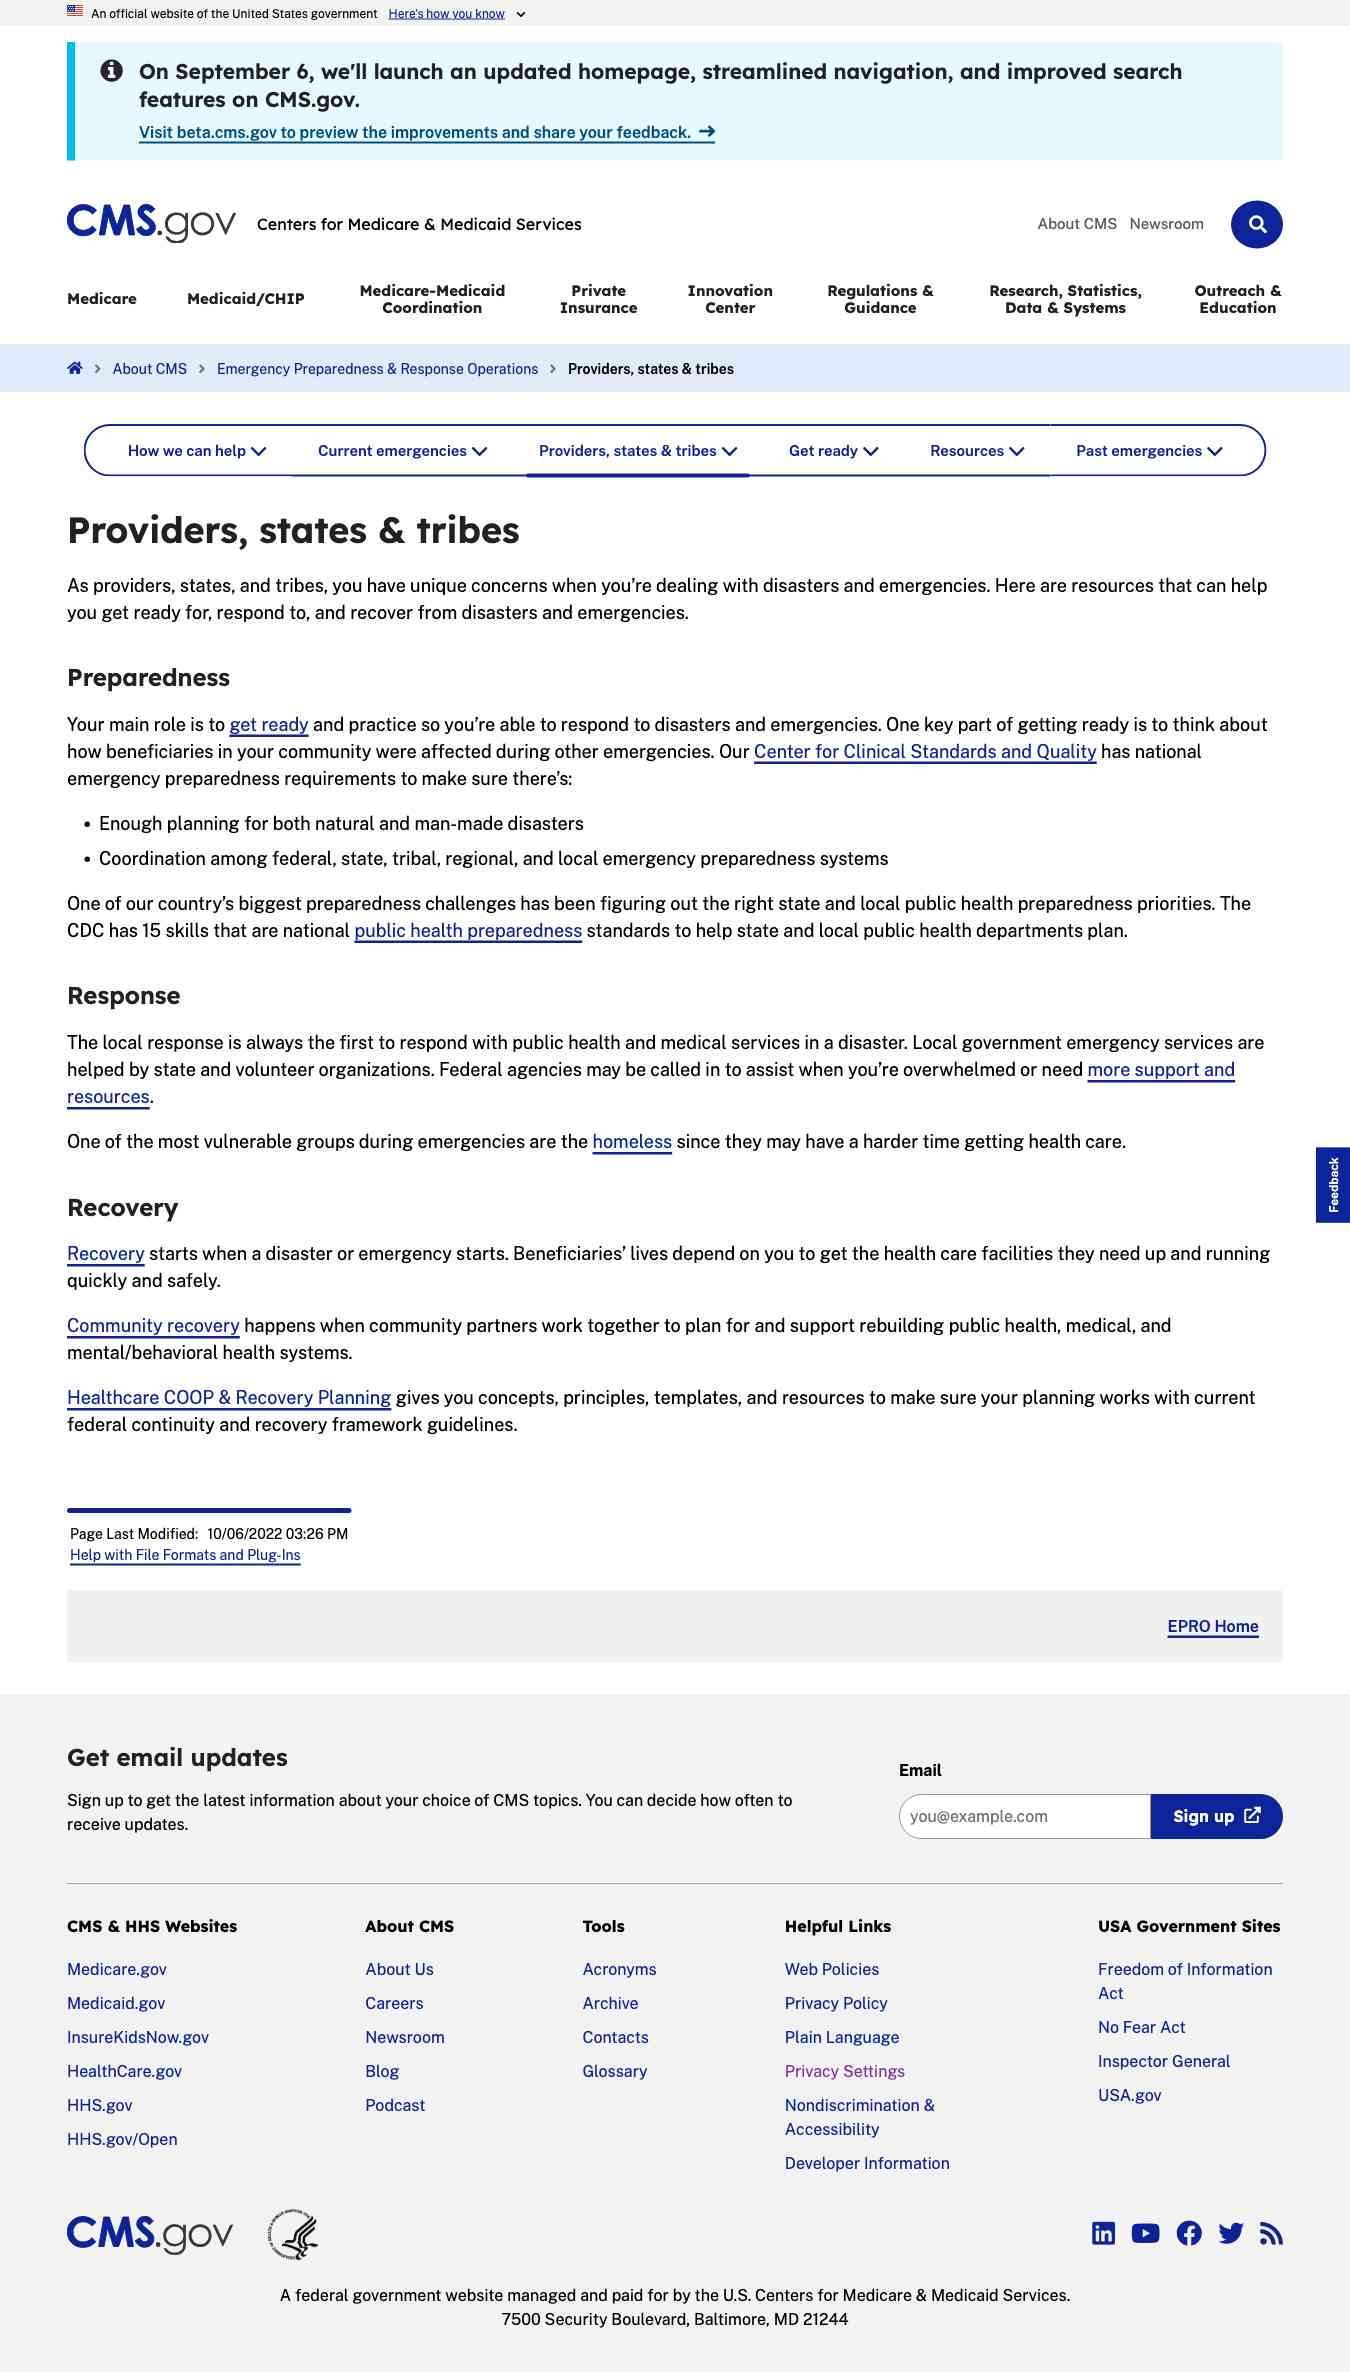 An official website of the United States government Here's how you know
On September 6, we'll launch an updated homepage, streamlined navigation, and improved search
features on CMS.gov.
Visit beta.cms.gov to preview the improvements and share your feedback.
CMS.gov Centers for Medicare & Medicaid Services
About CMS Newsroom
Medicare
Medicaid/CHIP
Medicare-Medicaid
Coordination
Private
Insurance
Innovation
Center
Regulations &
Guidance
Research, Statistics,
Data & Systems
Outreach &
Education
About CMS Emergency Preparedness & Response Operations Providers, states & tribes
How we can help Current emergencies Providers, states & tribes Get ready Resources Past emergencies
Providers, states & tribes
As providers, states, and tribes, you have unique concerns when you’re dealing with disasters and emergencies. Here are resources that can help
you get ready for, respond to, and recover from disasters and emergencies.
Preparedness
Your main role is to get ready and practice so you’re able to respond to disasters and emergencies. One key part of getting ready is to think about
how beneficiaries in your community were affected during other emergencies. Our Center for Clinical Standards and Quality has national
emergency preparedness requirements to make sure there’s:
• Enough planning for both natural and man-made disasters
• Coordination among federal, state, tribal, regional, and local emergency preparedness systems
One of our country’s biggest preparedness challenges has been figuring out the right state and local public health preparedness priorities. The
CDC has 15 skills that are national public health preparedness standards to help state and local public health departments plan.
Response
The local response is always the first to respond with public health and medical services in a disaster. Local government emergency services are
helped by state and volunteer organizations. Federal agencies may be called in to assist when you’re overwhelmed or need more support and
resources.
One of the most vulnerable groups during emergencies are the homeless since they may have a harder time getting health care.
Feedback
Recovery
Recovery starts when a disaster or emergency starts. Beneficiaries’ lives depend on you to get the health care facilities they need up and running
quickly and safely.
Community recovery happens when community partners work together to plan for and support rebuilding public health, medical, and
mental/behavioral health systems.
Healthcare COOP & Recovery Planning gives you concepts, principles, templates, and resources to make sure your planning works with current
federal continuity and recovery framework guidelines.
Page Last Modified: 10/06/2022 03:26 PM
Help with File Formats and Plug-Ins
EPRO Home
Get email updates
Sign up to get the latest information about your choice of CMS topics. You can decide how often to
receive updates.
Email
you@example.com
Sign up
CMS & HHS Websites
Medicare.gov
Medicaid.gov
InsureKidsNow.gov
HealthCare.gov
HHS.gov
HHS.gov/Open
About CMS
About Us
Careers
Newsroom
Blog
Podcast
Tools
Acronyms
Archive
Contacts
Glossary
Helpful Links
Web Policies
Privacy Policy
Plain Language
Privacy Settings
Nondiscrimination &
Accessibility
Developer Information
USA Government Sites
Freedom of Information
Act
No Fear Act
Inspector General
USA.gov
CMS.gov
A federal government website managed and paid for by the U.S. Centers for Medicare & Medicaid Services.
7500 Security Boulevard, Baltimore, MD 21244